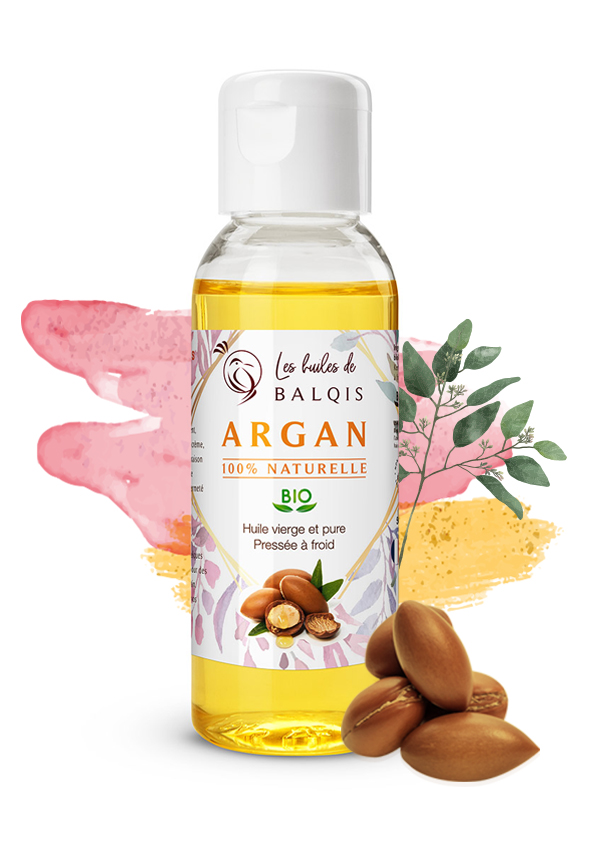 Les huiles de
BALQIS
ARGAN
100% NATURELLE
BIO
Huile vierge et pure
Pressée à froid